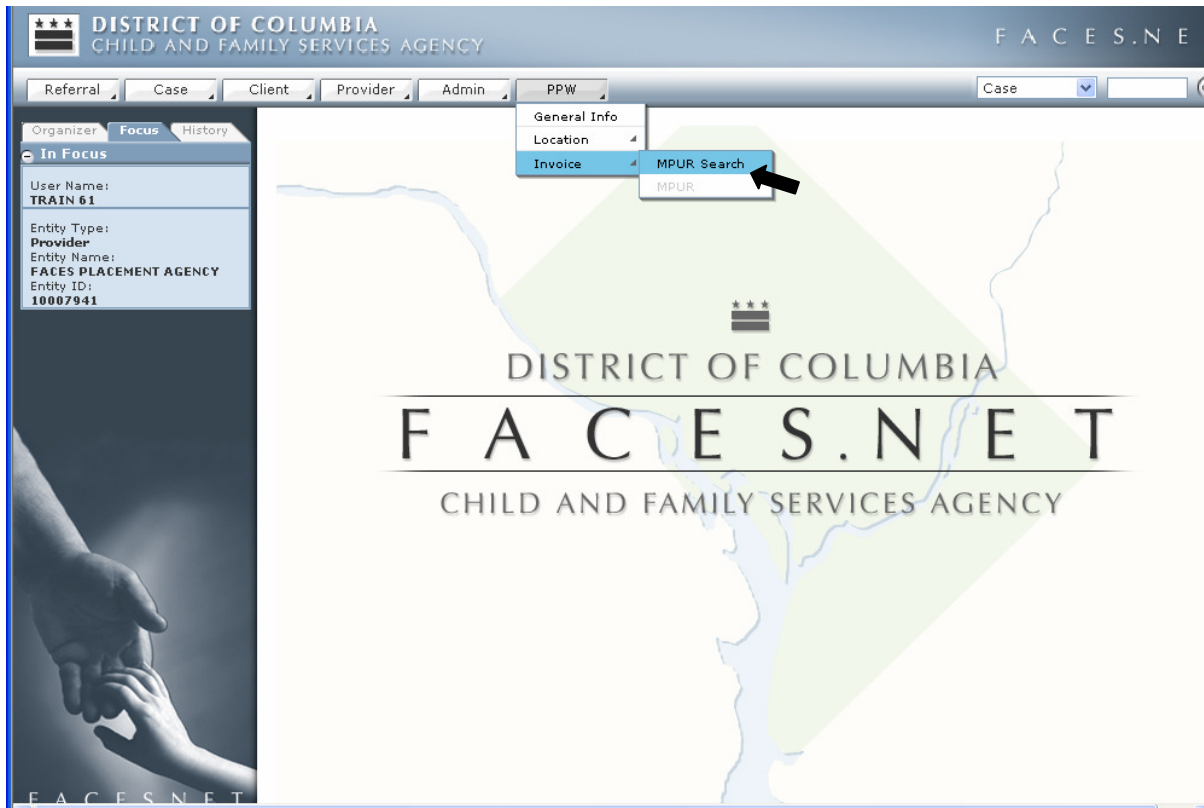 DISTRICT OF COLUMBIA
CHILD AND FAMILY SERVICES AGENCY
F A C E S . N E
Referral Case Client Provider Admin PPW Case
General Info
Location
Invoice MPUR Search
MPUR
Organizer Focus History
In Focus
User Name:
TRAIN 61
Entity Type:
Provider
Entity Name:
FACES PLACEMENT AGENCY
Entity ID:
10007941
DISTRICT OF COLUMBIA
F A C E S . N E T
CHILD AND FAMILY SERVICES AGENCY
F A C E S N E T